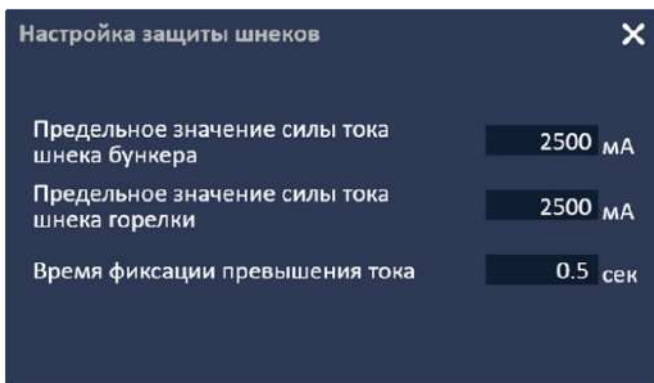 Настройка защиты шнеков
Предельное значение силы тока
шнека бункера
2500 мА
Предельное значение силы тока
шнека горелки
2500 мА
Время фиксации превышения тока
0.5 сек